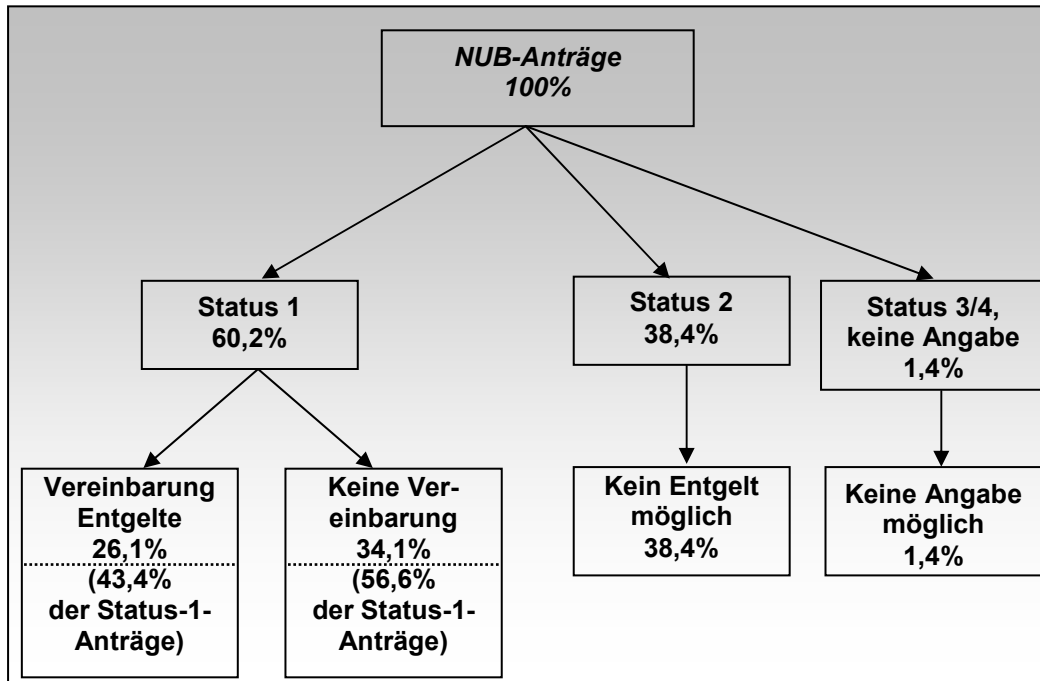 NUB-Anträge
100%
Status 1
60,2%
Status 2
38,4%
Status 3/4,
keine Angabe
1,4%
Vereinbarung
Entgelte
26,1%
(43,4%
der Status-1-
Anträge)
Keine Ver-
einbarung
34,1%
(56,6%
der Status-1-
Anträge)
Kein Entgelt
möglich
38,4%
Keine Angabe
möglich
1,4%